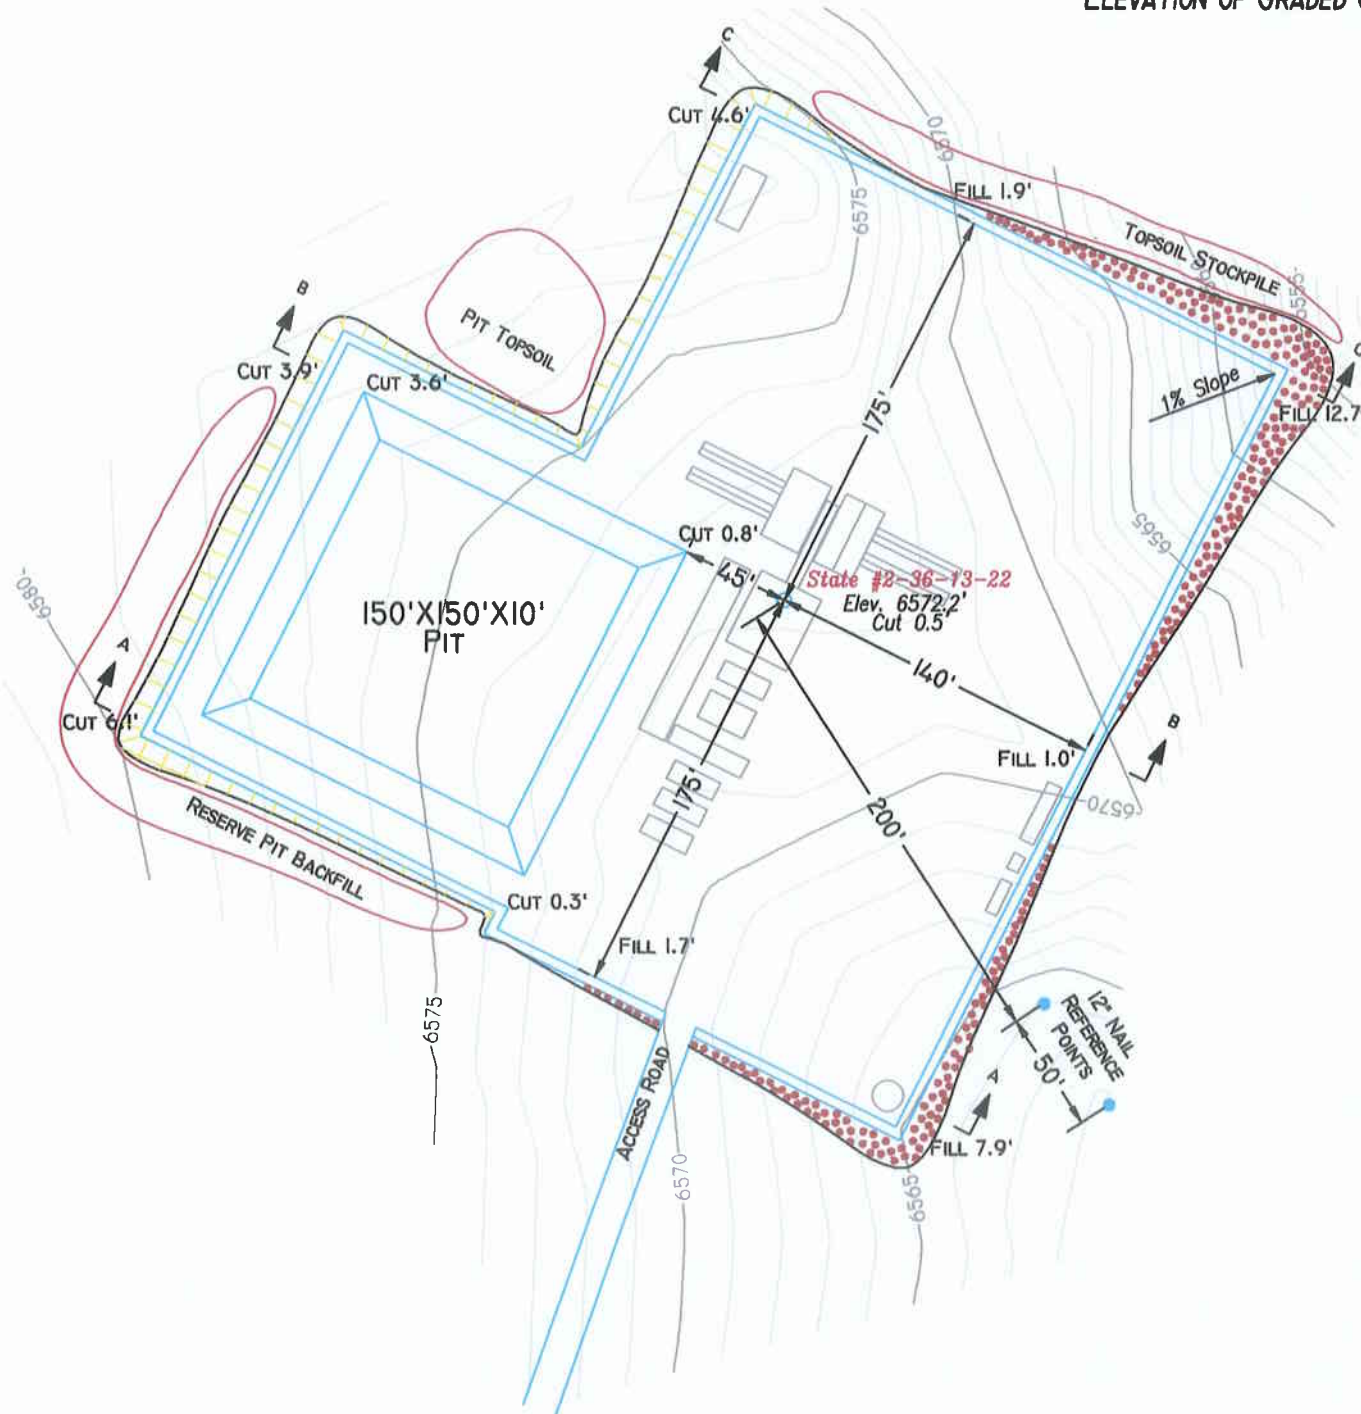 ELEVATION OF GRADED
C
CUT 4.6'
6570
6575
FILL 1.9'
TOPSOIL STOCKPILE
6555
B
PIT TOPSOIL
CUT 3.9'
CUT 3.6'
175'
1% Slope
C
FILL 12.7
6565
CUT 0.8'
45'
State #2-36-13-22
Elev. 6572.2'
Cut 0.5'
6580
150'X150'X10'
PIT
A
140'
CUT 6.1'
B
FILL 1.0'
175'
200'
6570
RESERVE PIT BACKFILL
CUT 0.3'
FILL 1.7'
6575
12" NAIL
REFERENCE
POINTS
50'
ACCESS ROAD
A
FILL 7.9'
6570
6565